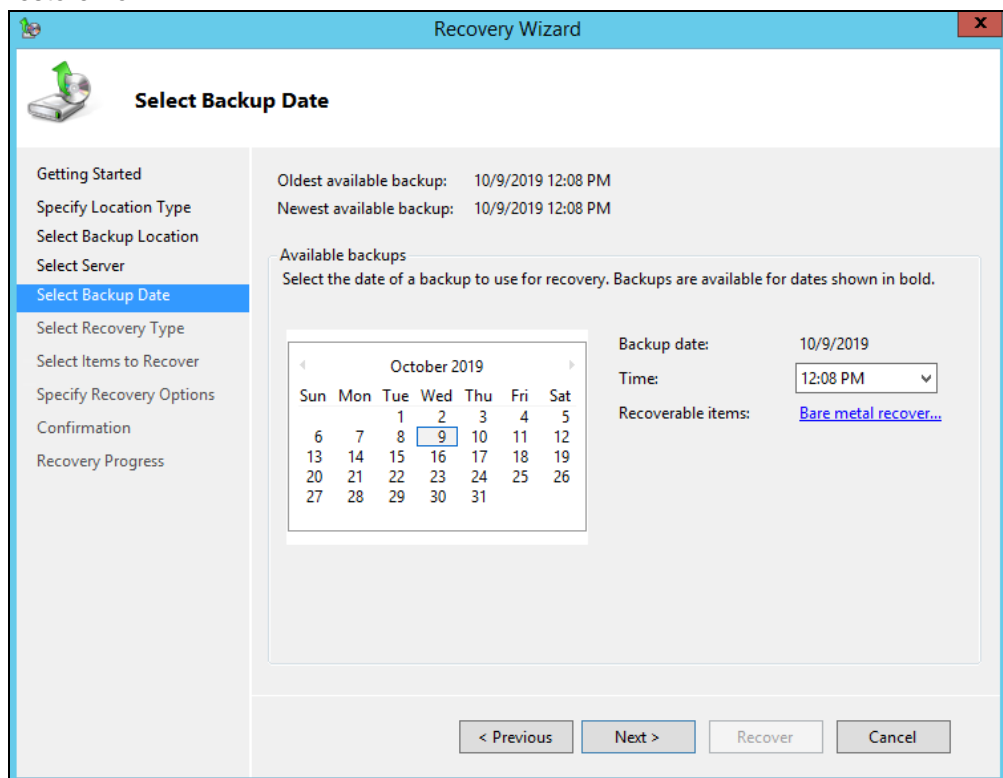 Recovery Wizard
x
Select Backup Date
Getting Started
Specify Location Type
Select Backup Location
Select Server
Select Backup Date
Select Recovery Type
Select Items to Recover
Specify Recovery Options
Confirmation
Recovery Progress
Oldest available backup: 10/9/2019 12:08 PM
Newest available backup: 10/9/2019 12:08 PM
Available backups
Select the date of a backup to use for recovery. Backups are available for dates shown in bold.
October 2019
Sun Mon Tue Wed Thu Fri Sat
1 2 3 4 5
6 7 8 9 10 11 12
13 14 15 16 17 18 19
20 21 22 23 24 25 26
27 28 29 30 31
Backup date: 10/9/2019
Time: 12:08 PM
Recoverable items: Bare metal recover...
< Previous Next > Recover Cancel